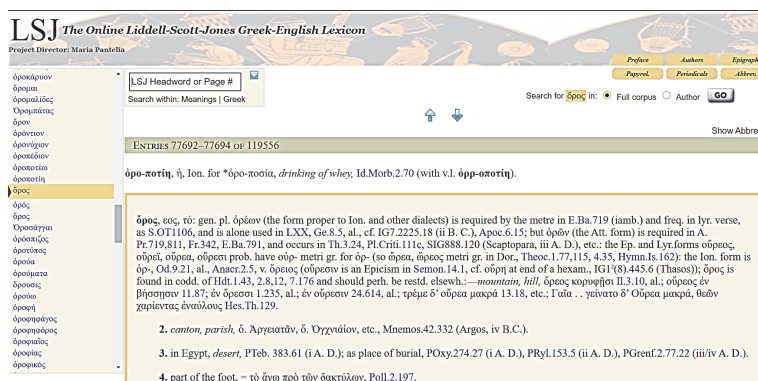 LSJ The Online Liddell-Scott-Jones Greek-English Lexicon
Project Director: Maria Pantelia
Preface Authors Epigraph
Papyrol. Periodicals Abbrev.
ὀροκάρυον
ὄρομαι
ὀρομαλίδες
Ὀρομπάτας
ὄρον
ὀρόντιον
ὀρονύχιον
ὀροπέδιον
ὀροποτέω
ὀροποτίη
ὄρος
ὀρός
ὅρος
Ὀροσάγγαι
ὀρόσπιζος
ὀροτύπος
ὀρούα
ὀρούματα
ὄρουσις
ὀρούω
ὀροφή
ὀροφηφάγος
ὀροφηφόρος
ὀροφιαῖος
ὀροφίας
ὀροφικός
LSJ Headword or Page #
Search within: Meanings | Greek
Search for ὄρος in: Full corpus Author GO
Show Abbre
ENTRIES 77692–77694 OF 119556
ὀρο-ποτίη, ἡ, Ion. for *ὀρο-ποσία, drinking of whey, Id.Morb.2.70 (with v.l. ὀρρ-οποτίη).
ὄρος, εος, τό: gen. pl. ὀρέων (the form proper to Ion. and other dialects) is required by the metre in E.Ba.719 (iamb.) and freq. in lyr. verse,
as S.OT1106, and is alone used in LXX, Ge.8.5, al., cf. IG7.2225.18 (ii B. C.), Apoc.6.15; but ὀρῶν (the Att. form) is required in A.
Pr.719,811, Fr.342, E.Ba.791, and occurs in Th.3.24, Pl.Criti.111c, SIG888.120 (Scaptopara, iii A. D.), etc.: the Ep. and Lyr.forms οὔρεος,
οὔρεϊ, οὔρεα, οὔρεσι prob. have οὐρ- metri gr. for ὀρ- (so ὤρεα, ὤρεος metri gr. in Dor., Theoc.1.77,115, 4.35, Hymn.Is.162): the Ion. form is
ὀρ-, Od.9.21, al., Anacr.2.5, v. ὄρειος (οὔρεσιν is an Epicism in Semon.14.1, cf. οὔρη at end of a hexam., IG12(8).445.6 (Thasos)); ὄρος is
found in codd. of Hdt.1.43, 2.8,12, 7.176 and should perh. be restd. elsewh.:—mountain, hill, ὄρεος κορυφῇσι Il.3.10, al.; οὔρεος ἐν
βήσσῃσιν 11.87; ἐν ὄρεσσι 1.235, al.; ἐν οὔρεσιν 24.614, al.; τρέμε δ’ οὔρεα μακρά 13.18, etc.; Γαῖα . . γείνατο δ’ Οὔρεα μακρά, θεῶν
χαρίεντας ἐναύλους Hes.Th.129.
2. canton, parish, ὄ. Ἀργειατᾶν, ὄ. Ὀγχνιάϊον, etc., Mnemos.42.332 (Argos, iv B.C.).
3. in Egypt, desert, PTeb. 383.61 (i A. D.); as place of burial, POxy.274.27 (i A. D.), PRyl.153.5 (ii A. D.), PGrenf.2.77.22 (iii/iv A. D.).
4. part of the foot, = τὸ ἄνω πρὸ τῶν δακτύλων, Poll.2.197.